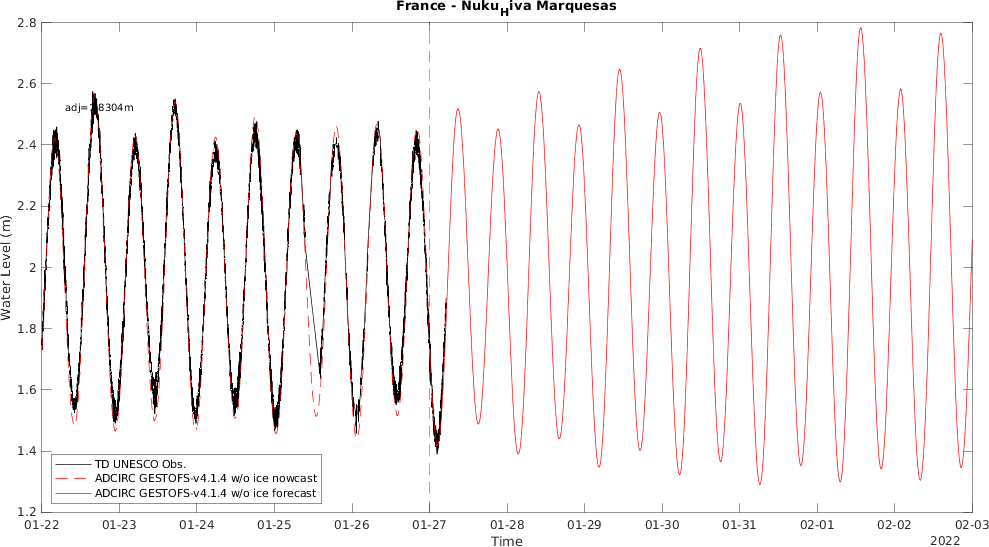 France - Nuku Hiva Marquesas
2.8
2.6
2.4
2.2
2
1.8
1.6
1.4
1.2
Water Level (m)
8304m
TD UNESCO Obs.
ADCIRC GESTOFS-v4.1.4 w/o ice nowcast
ADCIRC GESTOFS-v4.1.4 w/o ice forecast
01-22 01-23 01-24 01-25 01-26 01-27 01-28 01-29 01-30 01-31 02-01 02-02 02-03
Time
2022